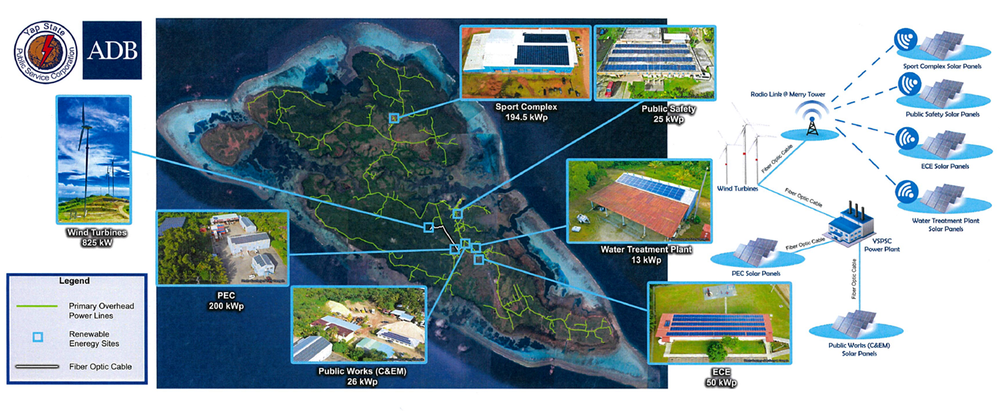 Yap State
Public Service Corporation
ADB
Sport Complex
194.5 kWp
Public Safety
25 kWp
Wind Turbines
825 kW
Water Treatment Plant
13 kWp
PEC
200 kWp
Public Works (C&EM)
26 kWp
ECE
50 kWp
Legend
Primary Overhead
Power Lines
Renewable
Eneregy Sites
Fiber Optic Cable
Radio Link @ Merry Tower
Sport Complex Solar Panels
Public Safety Solar Panels
ECE Solar Panels
Water Treatment Plant
Solar Panels
Wind Turbines
Fiber Optic Cable
Fiber Optic Cable
YSPSC
Power Plant
Fiber Optic Cable
PEC Solar Panels
Fiber Optic Cable
Public Works (C&EM)
Solar Panels